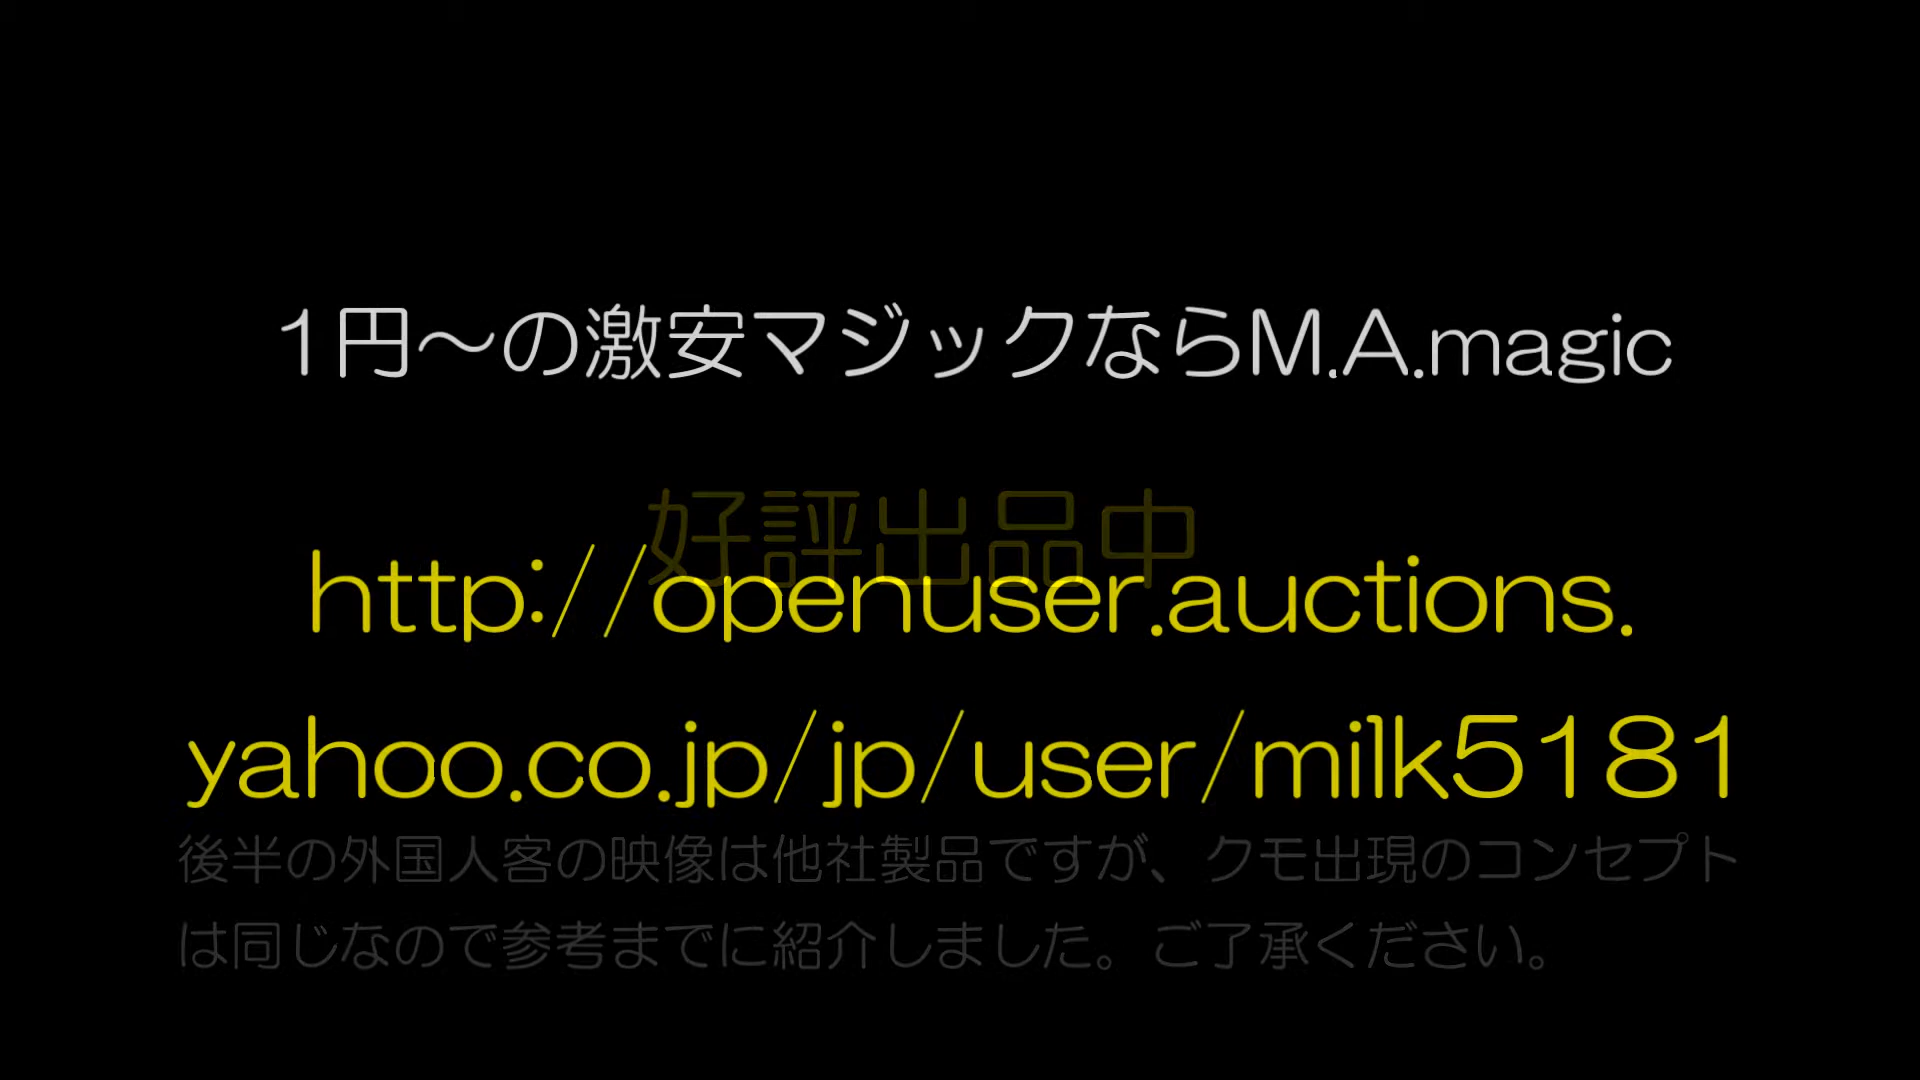 1円～の激安マジックならM.A.magic
好評出品中
http://openuser.auctions.
yahoo.co.jp/jp/user/milk5181
後半の外国人客の映像は他社製品ですが、クモ出現のコンセプト
は同じなので参考までに紹介しました。ご了承ください。